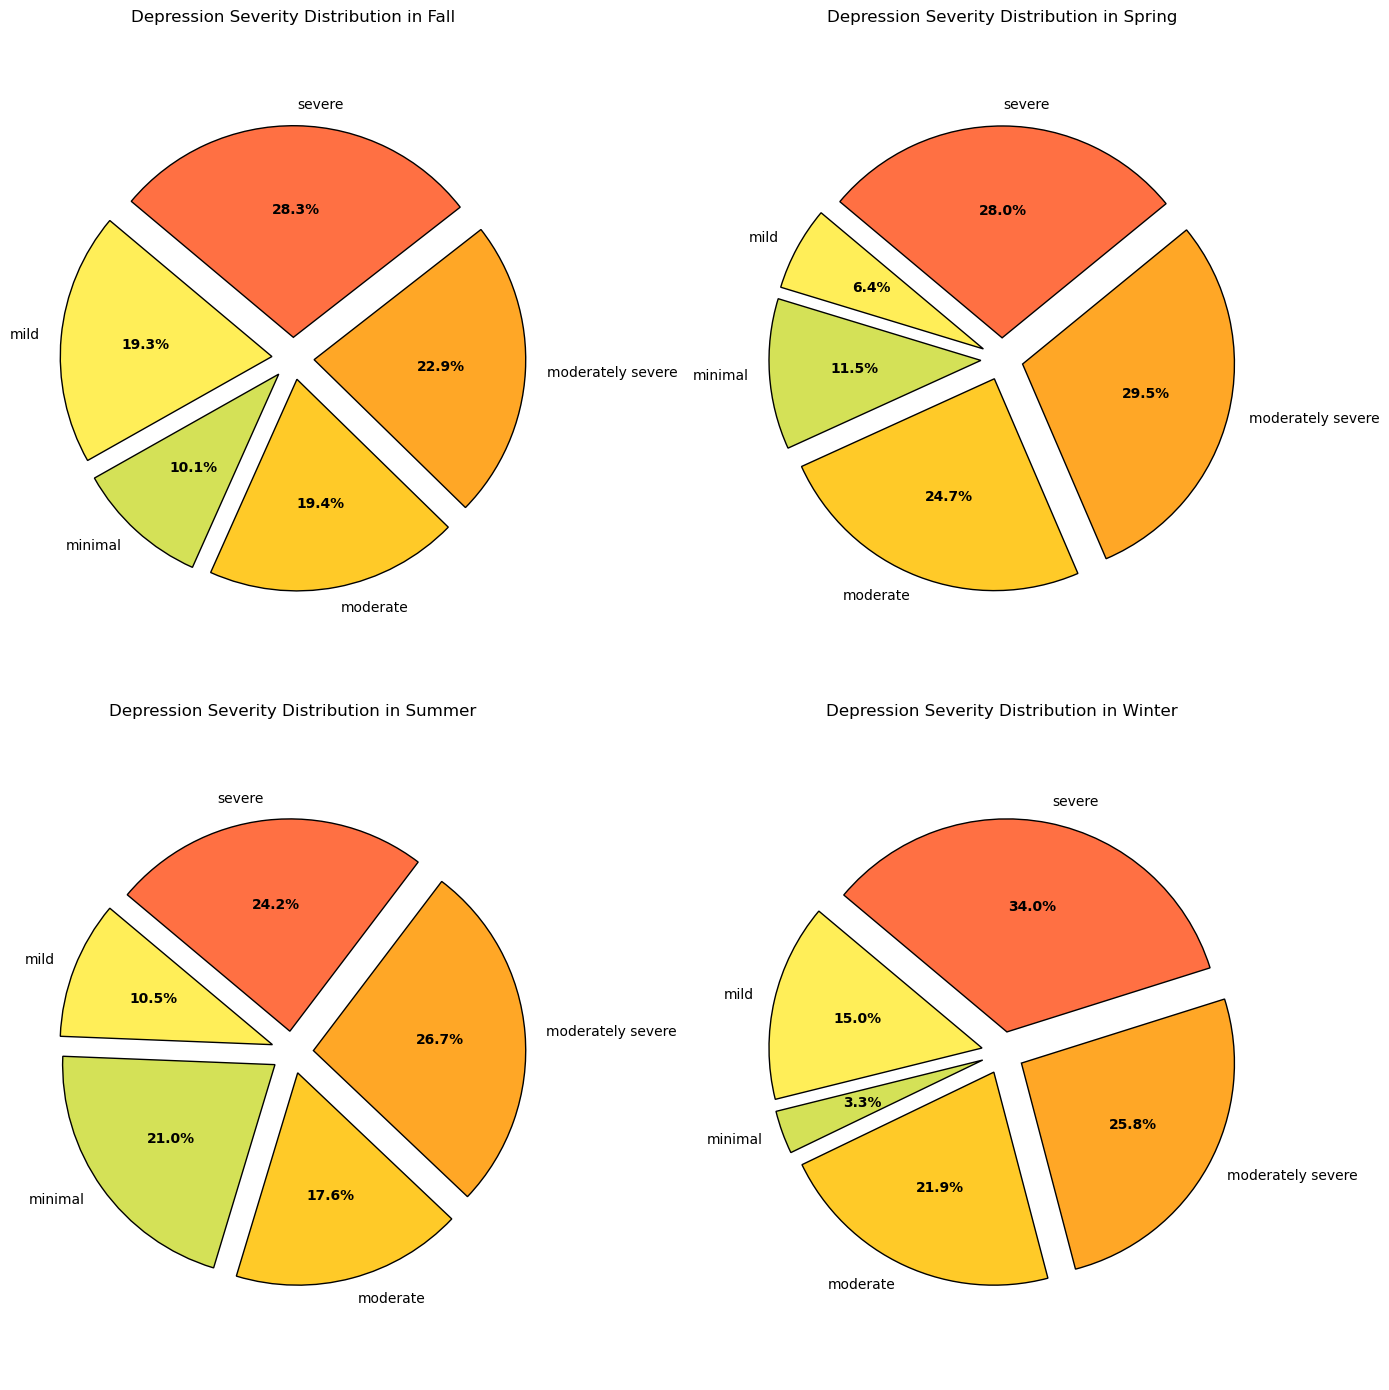 Depression Severity Distribution in Fall
severe
28.3%
mild
19.3%
22.9%
moderately severe
10.1%
minimal
19.4%
moderate
Depression Severity Distribution in Spring
severe
28.0%
mild
6.4%
minimal
11.5%
29.5%
moderately severe
24.7%
moderate
Depression Severity Distribution in Summer
severe
24.2%
mild
10.5%
26.7%
moderately severe
21.0%
minimal
17.6%
moderate
Depression Severity Distribution in Winter
severe
34.0%
mild
15.0%
3.3%
minimal
25.8%
moderately severe
21.9%
moderate